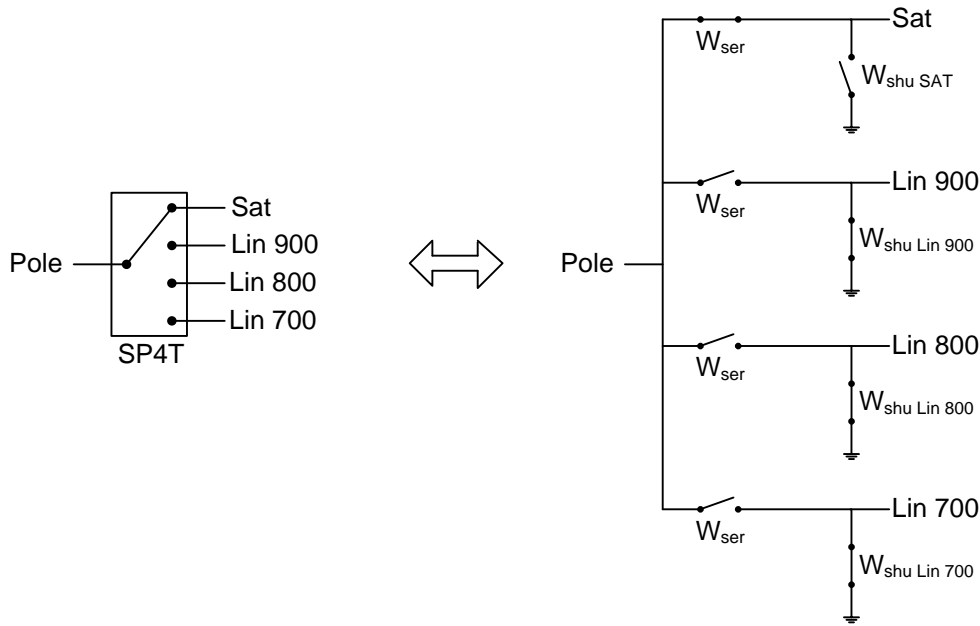 Pole
Sat
Lin 900
Lin 800
Lin 700
SP4T
Pole
Sat
Wser
Wshu SAT
Lin 900
Wser
Wshu Lin 900
Lin 800
Wser
Wshu Lin 800
Lin 700
Wser
Wshu Lin 700